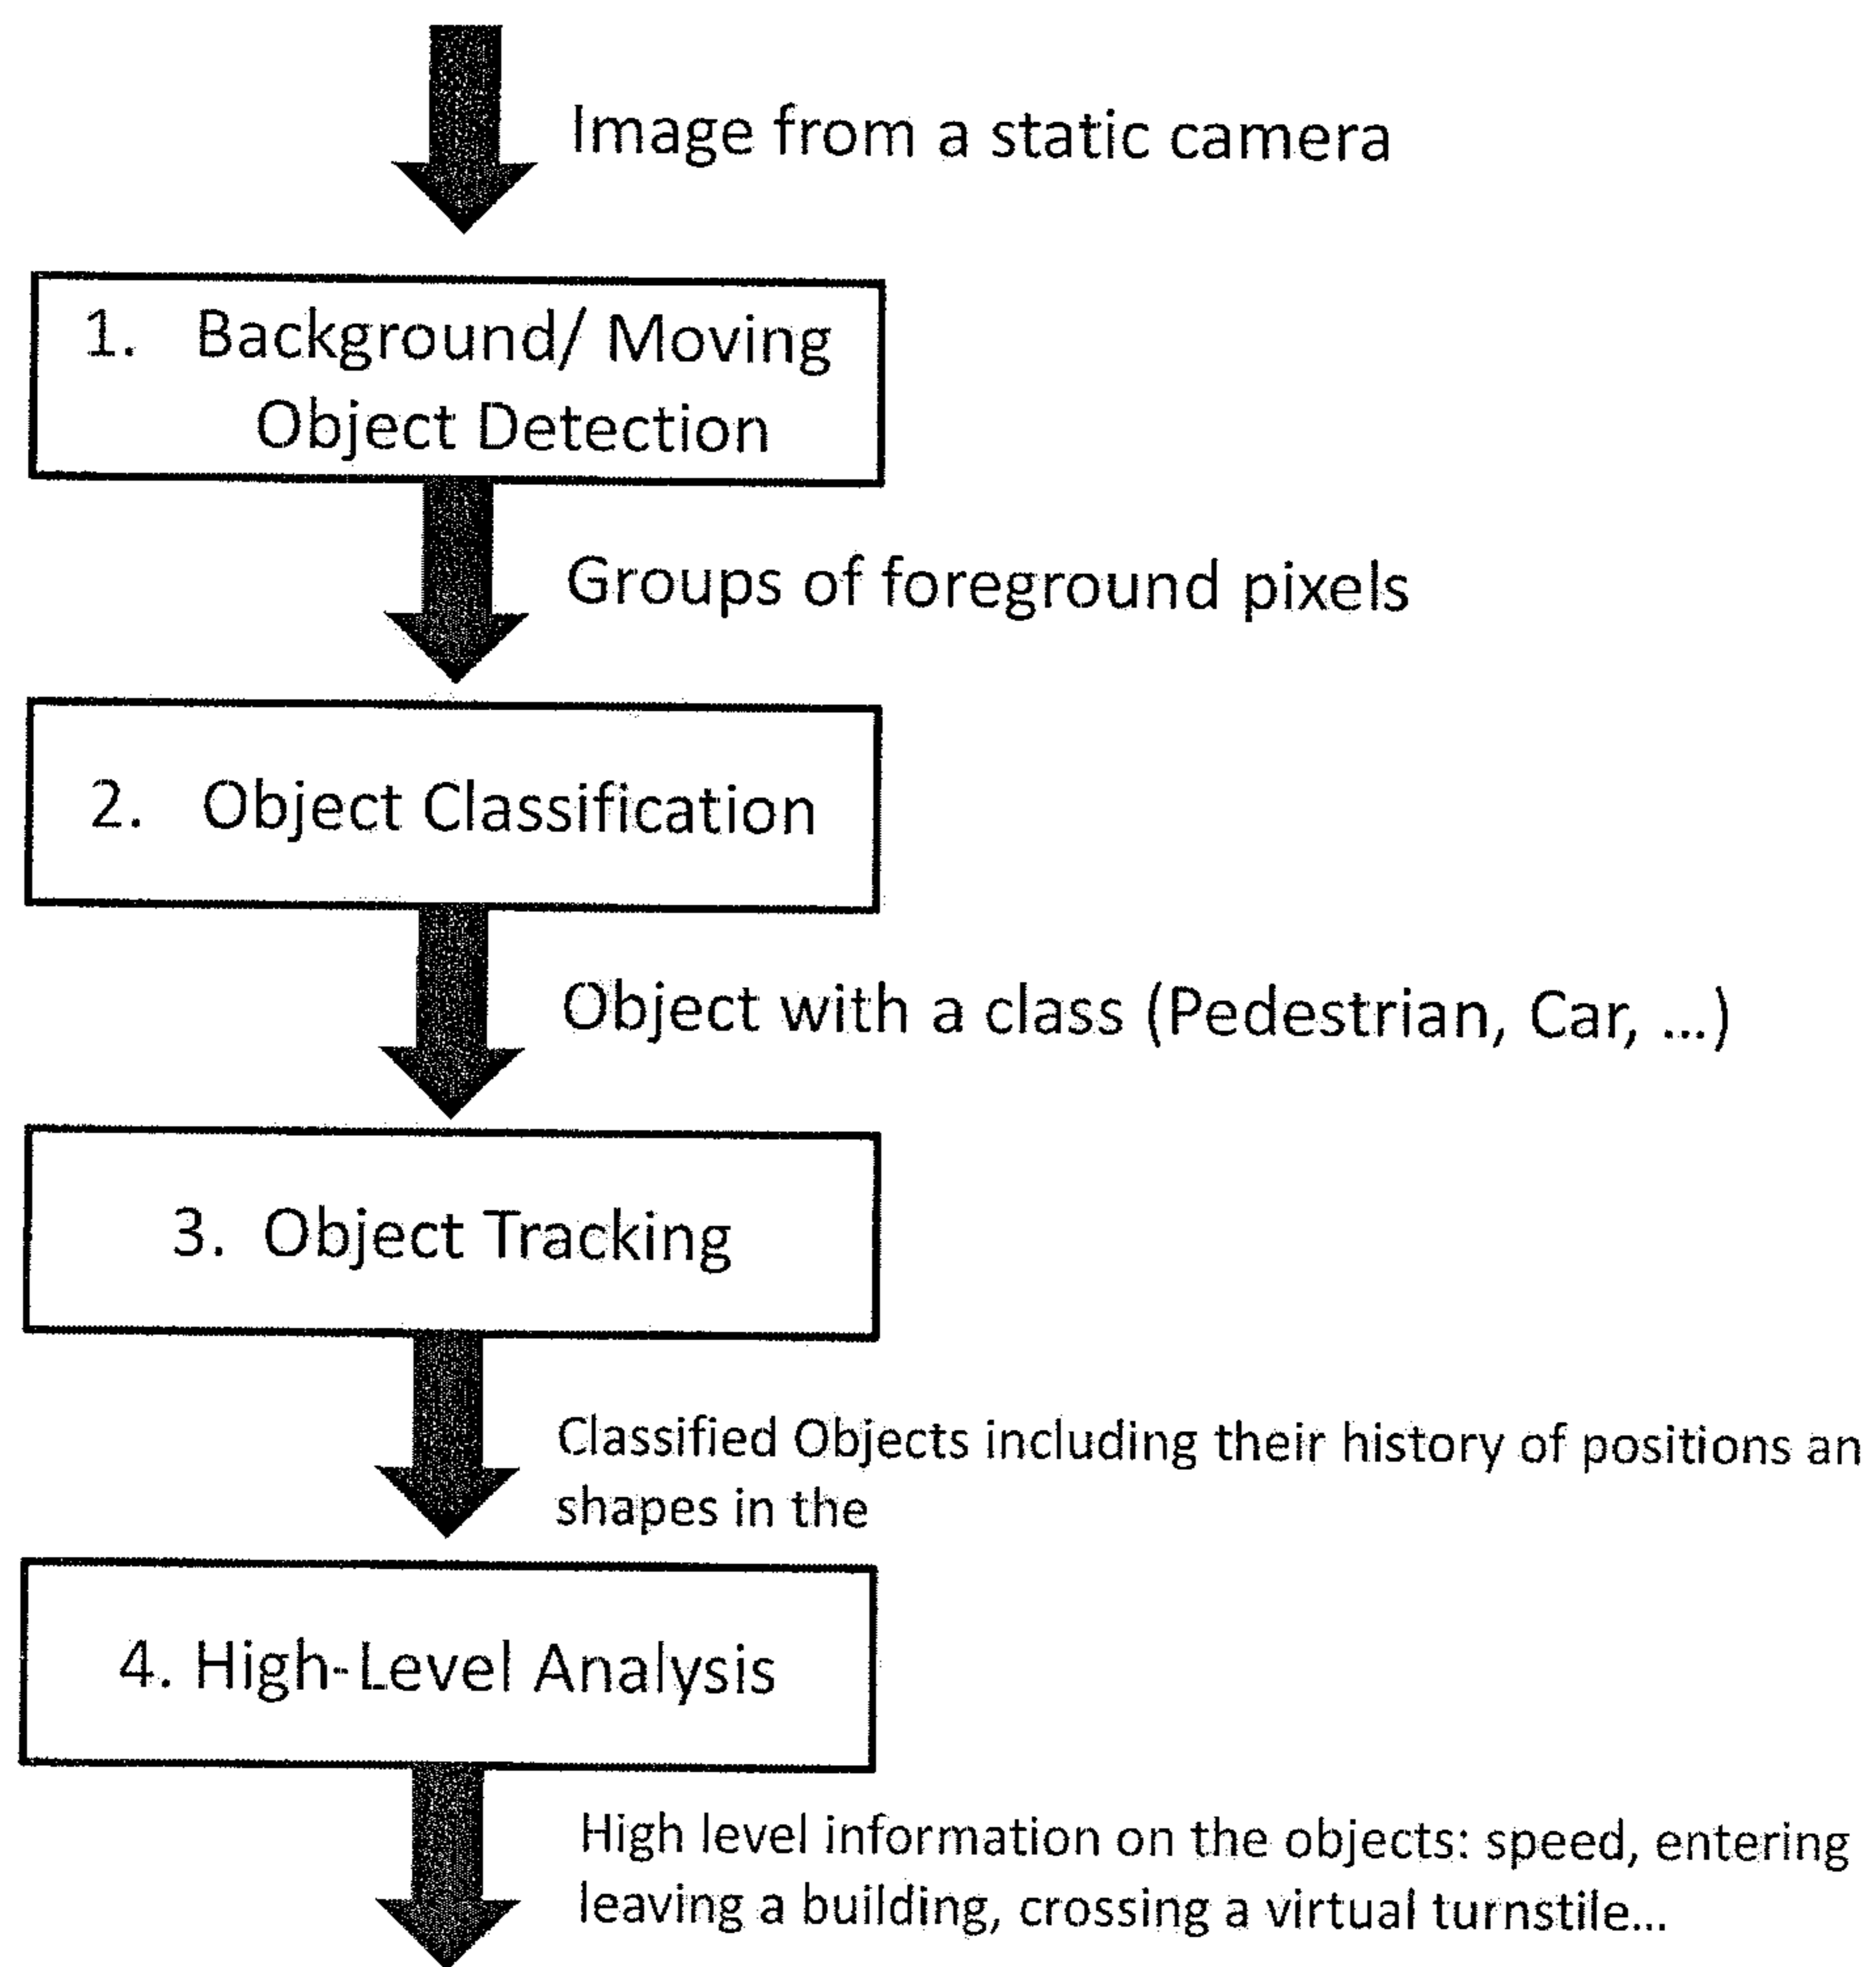 Image from a static camera
1. Background/ Moving
Object Detection
Groups of foreground pixels
2. Object Classification
Object with a class (Pedestrian, Car, ...)
3. Object Tracking
Classified Objects including their history of positions an
shapes in the
4. High-Level Analysis
High level information on the objects: speed, entering
leaving a building, crossing a virtual turnstile...